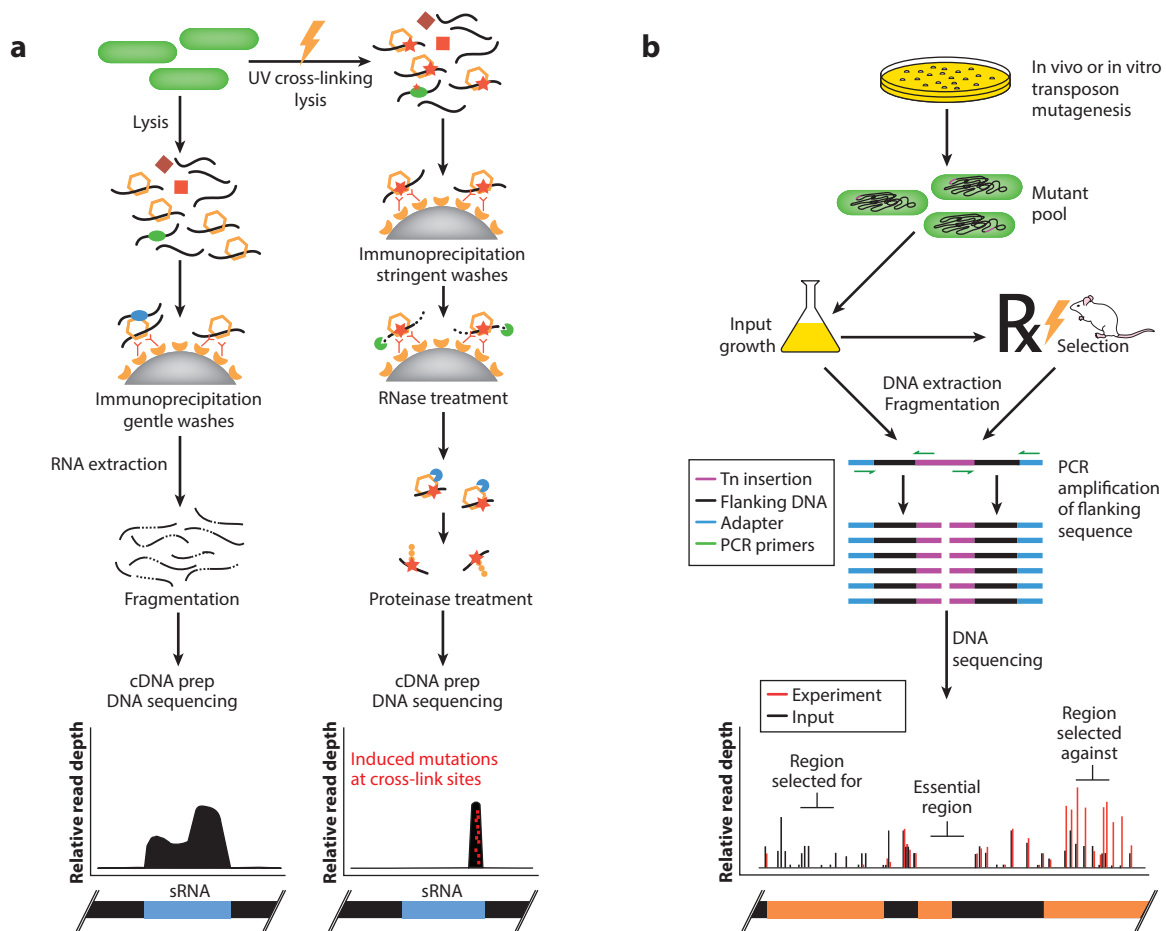 a
UV cross-linking
lysis
Lysis
Immunoprecipitation
stringent washes
Immunoprecipitation
gentle washes
RNase treatment
RNA extraction
Fragmentation
Proteinase treatment
cDNA prep
DNA sequencing
cDNA prep
DNA sequencing
Relative read depth
sRNA
Relative read depth
Induced mutations
at cross-link sites
sRNA
b
In vivo or in vitro
transposon
mutagenesis
Mutant
pool
Input
growth
Rx
Selection
DNA extraction
Fragmentation
Tn insertion
Flanking DNA
Adapter
PCR primers
PCR
amplification
of flanking
sequence
DNA
sequencing
Experiment
Input
Relative read depth
Region
selected for
Essential
region
Region
selected
against